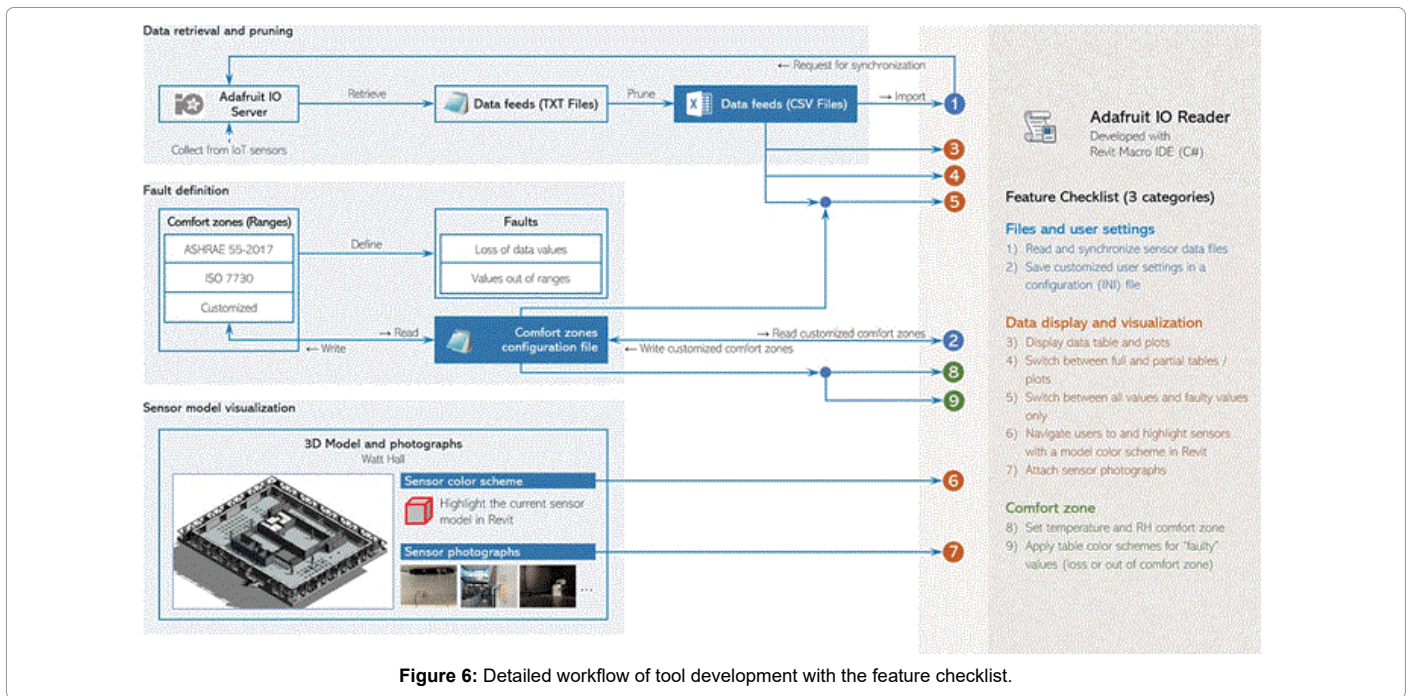 Data retrieval and pruning
← Request for synchronization
Adafruit IO
Server
Retrieve
Data feeds (TXT Files)
Prune
X
Data feeds (CSV Files)
→ Import
1
Collect from IoT sensors
3
4
5
Fault definition
Comfort zones (Ranges)
ASHRAE 55-2017
ISO 7730
Customized
Define
Faults
Loss of data values
Values out of ranges
→ Read
← Write
Comfort zones
configuration file
→ Read customized comfort zones
← Write customized comfort zones
2
8
9
Sensor model visualization
3D Model and photographs
Watt Hall
Sensor color scheme
Highlight the current sensor
model in Revit
6
Sensor photographs
...
7
Adafruit IO Reader
Developed with
Revit Macro IDE (C#)
Feature Checklist (3 categories)
Files and user settings
1) Read and synchronize sensor data files
2) Save customized user settings in a
configuration (INI) file
Data display and visualization
3) Display data table and plots
4) Switch between full and partial tables /
plots
5) Switch between all values and faulty values
only
6) Navigate users to and highlight sensors
with a model color scheme in Revit
7) Attach sensor photographs
Comfort zone
8) Set temperature and RH comfort zone
9) Apply table color schemes for "faulty"
values (loss or out of comfort zone)
Figure 6: Detailed workflow of tool development with the feature checklist.